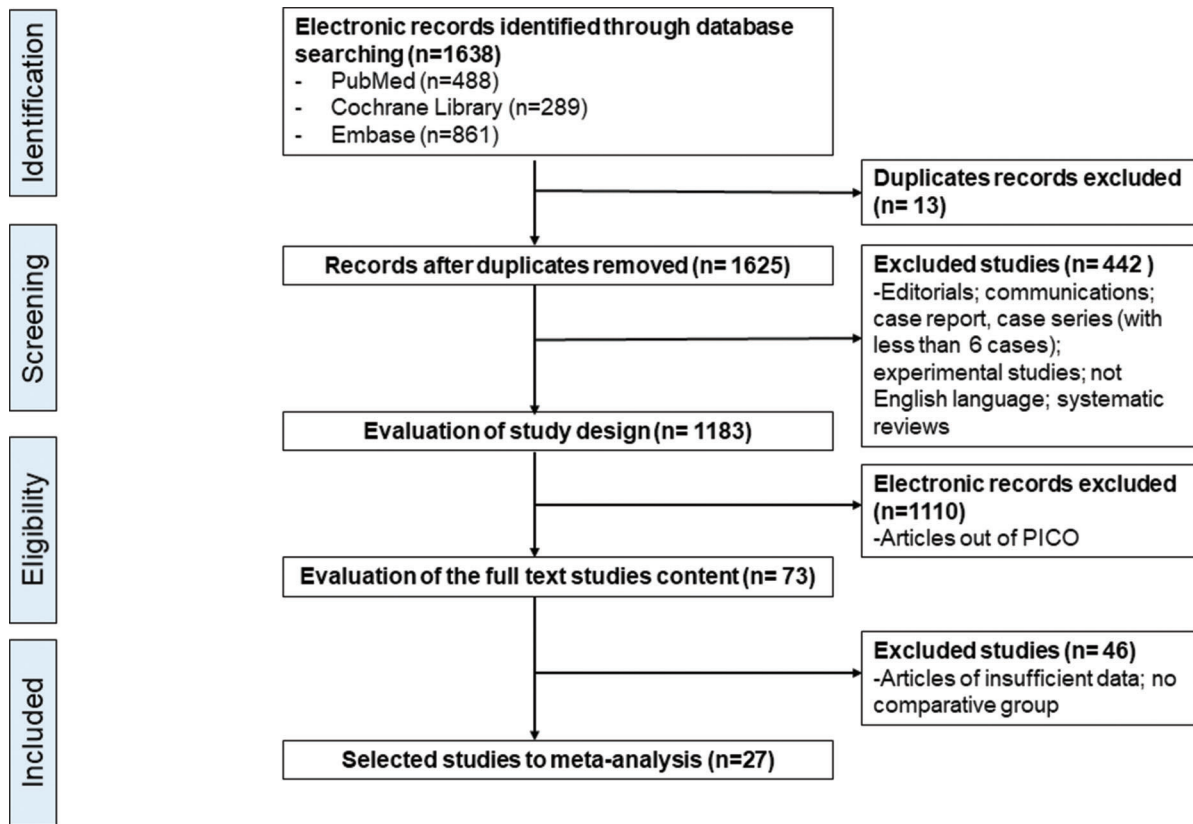 Identification
Electronic records identified through database
searching (n=1638)
- PubMed (n=488)
- Cochrane Library (n=289)
- Embase (n=861)
Duplicates records excluded
(n= 13)
Screening
Records after duplicates removed (n= 1625)
Excluded studies (n= 442 )
-Editorials; communications;
case report, case series (with
less than 6 cases);
experimental studies; not
English language; systematic
reviews
Evaluation of study design (n= 1183)
Eligibility
Electronic records excluded
(n=1110)
-Articles out of PICO
Evaluation of the full text studies content (n= 73)
Included
Excluded studies (n= 46)
-Articles of insufficient data; no
comparative group
Selected studies to meta-analysis (n=27)